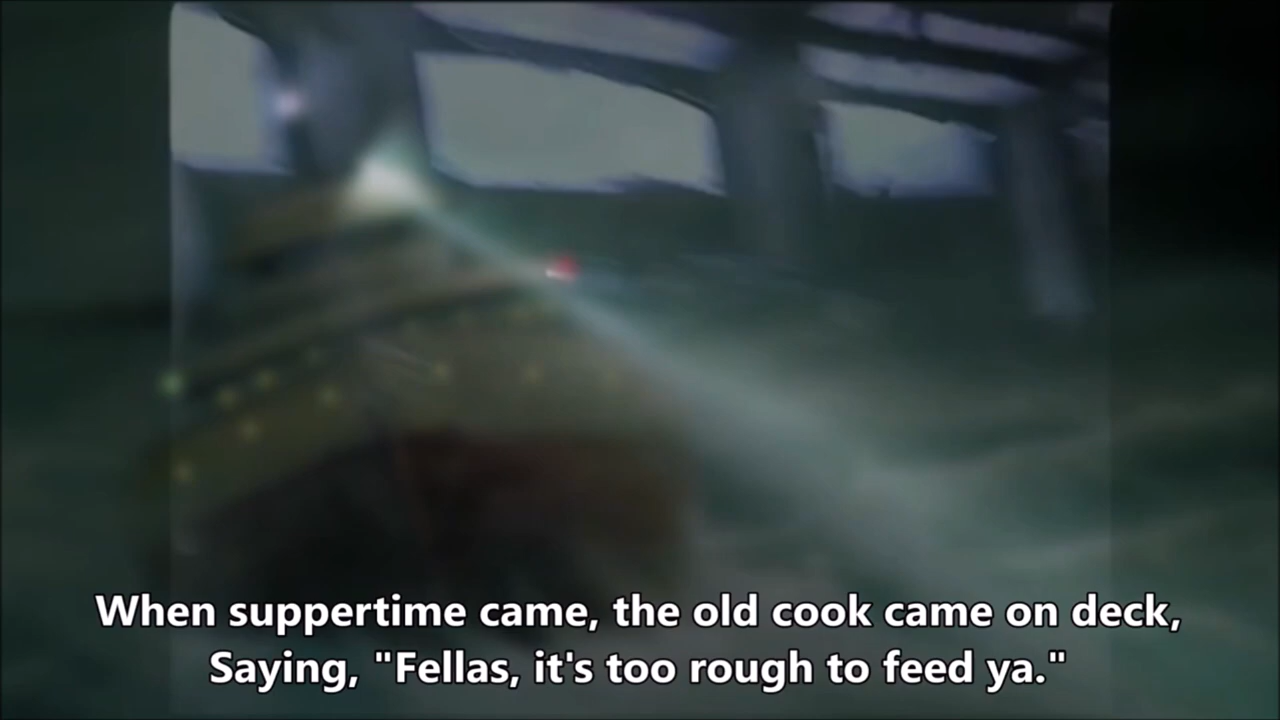 When suppertime came, the old cook came on deck,
Saying, "Fellas, it's too rough to feed ya."